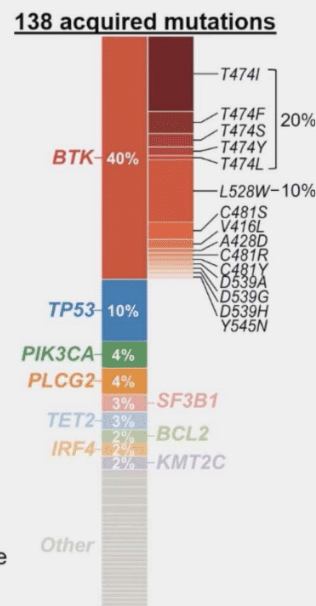 138 acquired mutations
BTK 40%
T474I
T474F
T474S
T474Y
T474L
20%
L528W 10%
C481S
V416L
A428D
C481R
C481Y
D539A
D539G
D539H
Y545N
TP53 10%
PIK3CA 4%
PLCG2 4%
3% SF3B1
TET2 3%
2% BCL2
IRF4 2%
2% KMT2C
Other
e